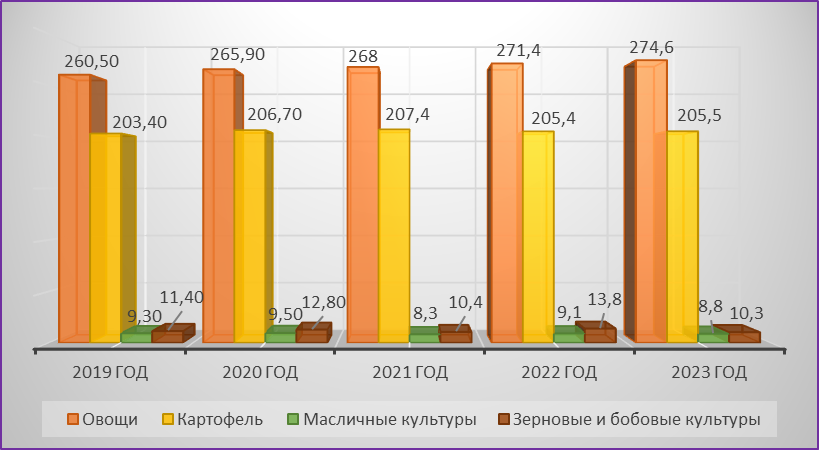 260,50
203,40
9,30
11,40
265,90
206,70
9,50
12,80
268
207,4
8,3
10,4
271,4
205,4
9,1
13,8
274,6
205,5
8,8
10,3
2019 ГОД
2020 ГОД
2021 ГОД
2022 ГОД
2023 ГОД
Овощи
Картофель
Масличные культуры
Зерновые и бобовые культуры